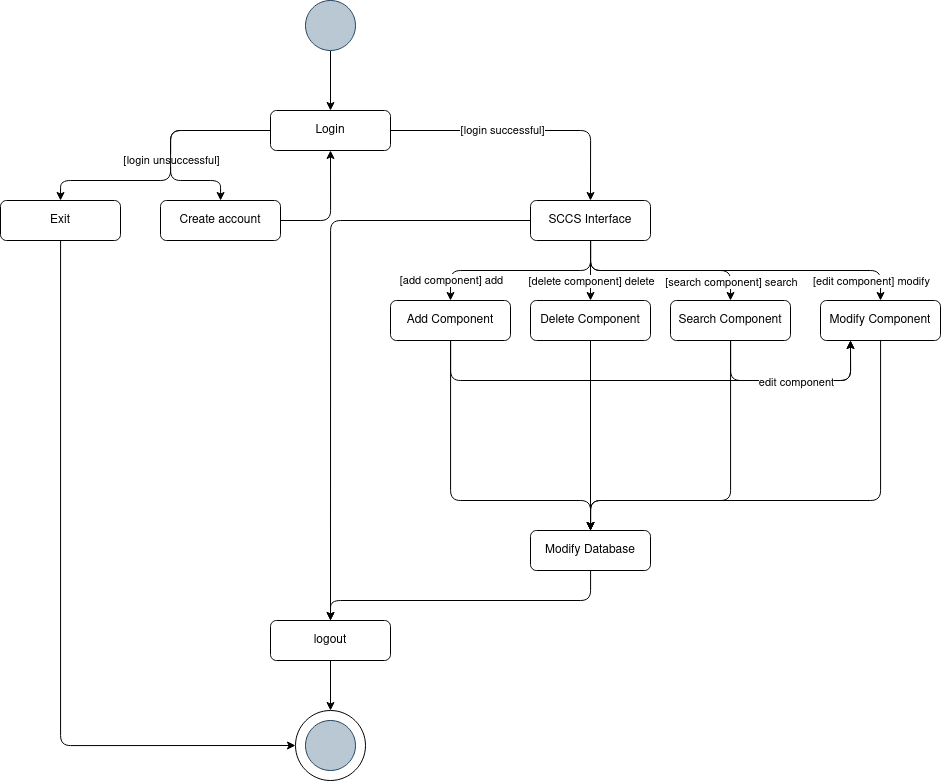 Login
[login successful]
[login unsuccessful]
Exit
Create account
SCCS Interface
[add component] add
[delete component] delete
[search component] search
[edit component] modify
Add Component
Delete Component
Search Component
Modify Component
edit component
Modify Database
logout